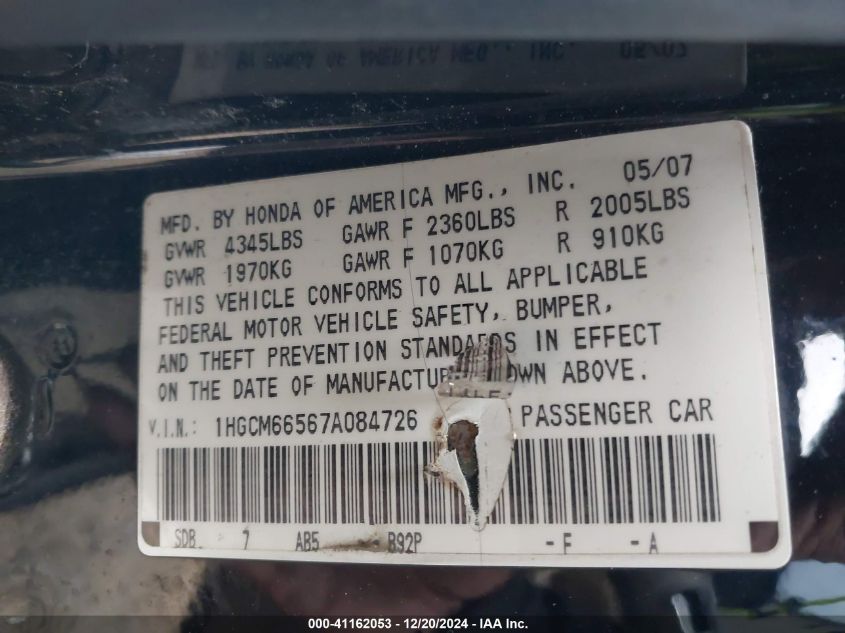 MFD. BY HONDA OF AMERICA MFG., INC. 05/07
GVWR 4345LBS GAWR F 2360LBS R 2005LBS
GVWR 1970KG GAWR F 1070KG R 910KG
THIS VEHICLE CONFORMS TO ALL APPLICABLE
FEDERAL MOTOR VEHICLE SAFETY, BUMPER,
AND THEFT PREVENTION STANDARDS IN EFFECT
ON THE DATE OF MANUFACTUR OWN ABOVE.
V.I.N.: 1HGCM66567A084726 PASSENGER CAR
SDB 7 AB5 - B92P - F - A
000-41162053 - 12/20/2024 - IAA Inc.